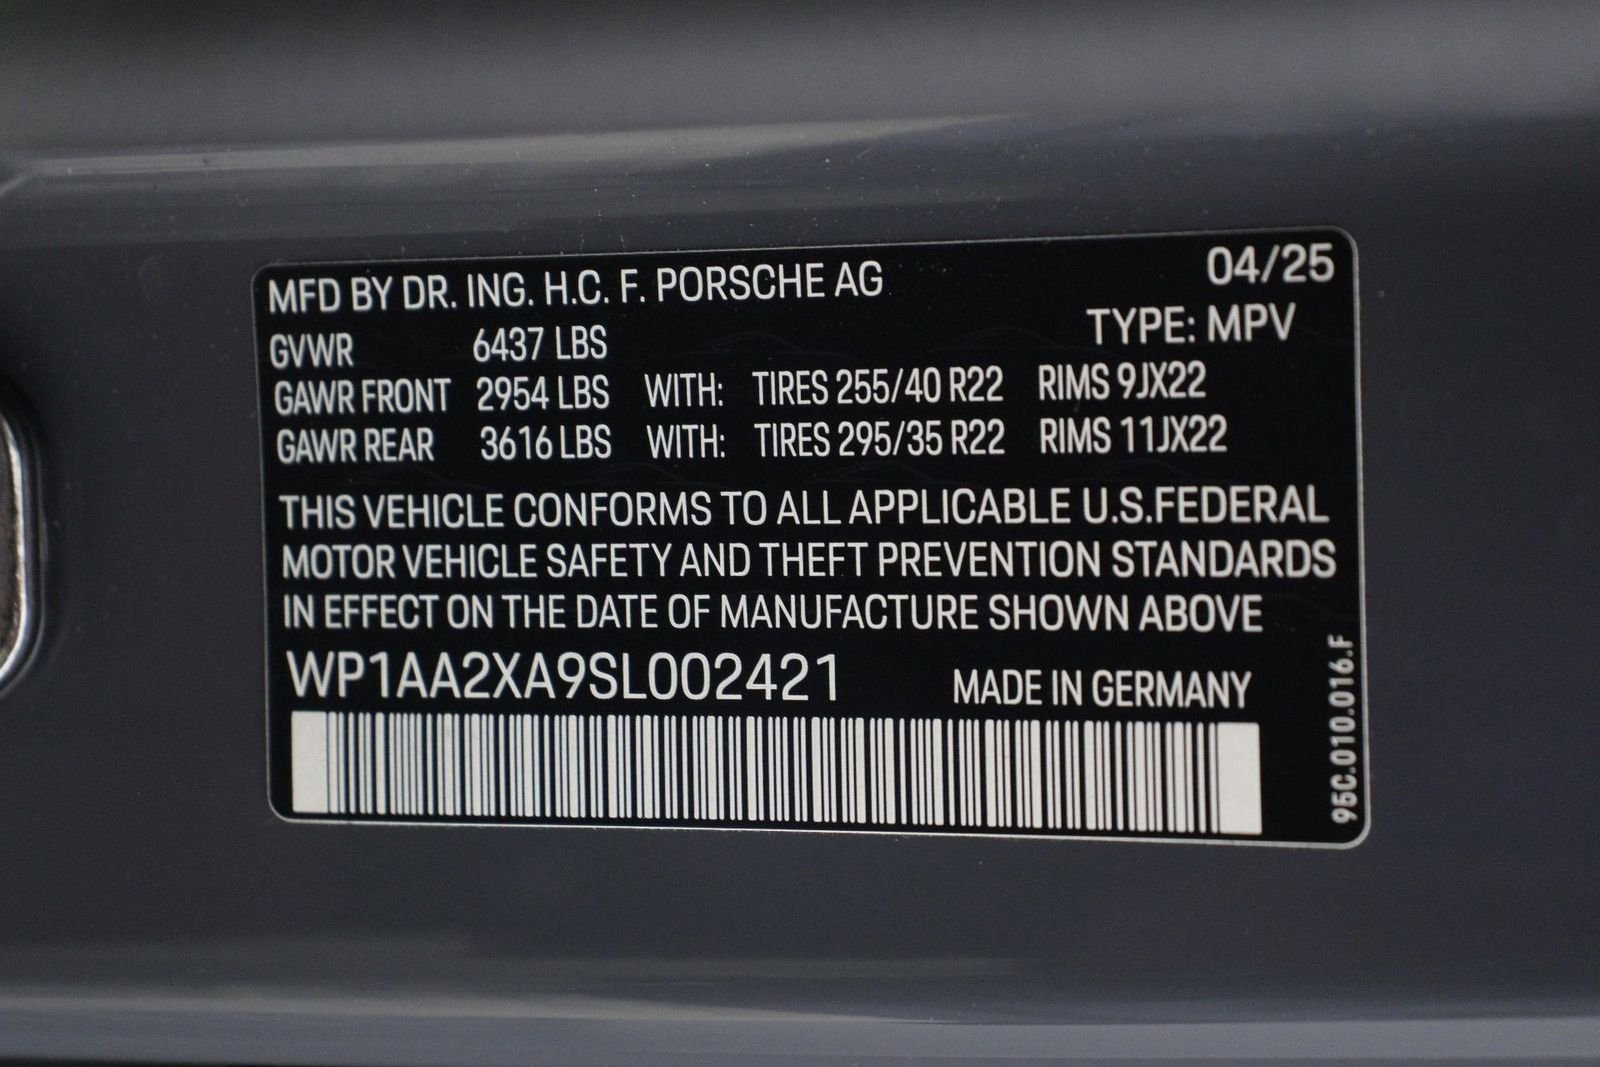 MFD BY DR. ING. H.C. F. PORSCHE AG 04/25
GVWR 6437 LBS TYPE: MPV
GAWR FRONT 2954 LBS WITH: TIRES 255/40 R22 RIMS 9JX22
GAWR REAR 3616 LBS WITH: TIRES 295/35 R22 RIMS 11JX22
THIS VEHICLE CONFORMS TO ALL APPLICABLE U.S.FEDERAL
MOTOR VEHICLE SAFETY AND THEFT PREVENTION STANDARDS
IN EFFECT ON THE DATE OF MANUFACTURE SHOWN ABOVE
WP1AA2XA9SL002421 MADE IN GERMANY
95C.010.016.F